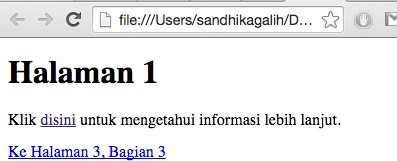 file:///Users/sandhikagalih/D...
Halaman 1
Klik disini untuk mengetahui informasi lebih lanjut.
Ke Halaman 3, Bagian 3